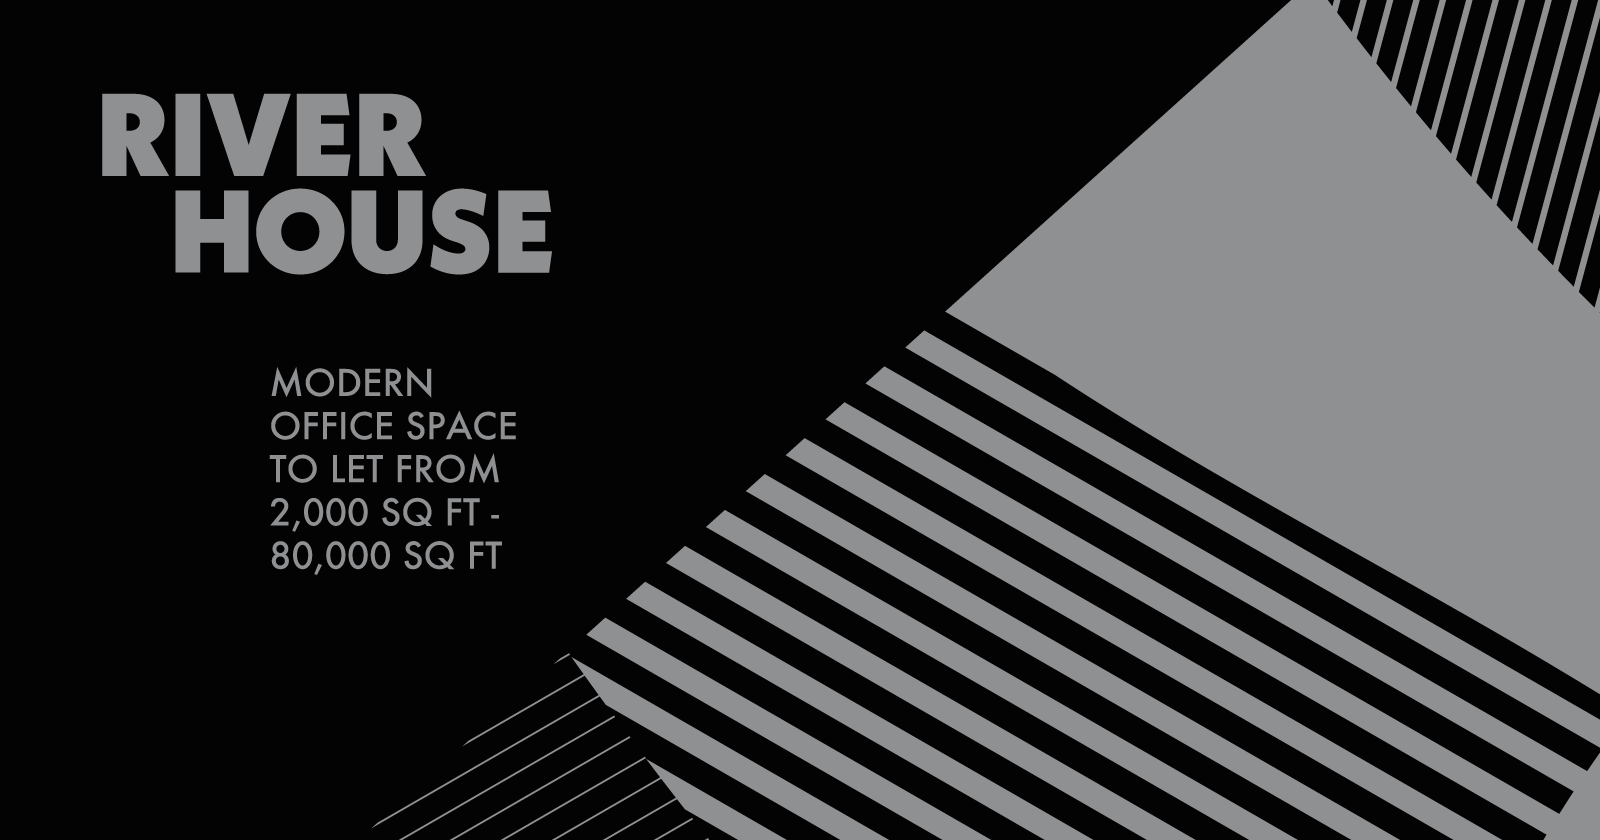 RIVER
HOUSE
MODERN
OFFICE SPACE
TO LET FROM
2,000 SQ FT -
80,000 SQ FT